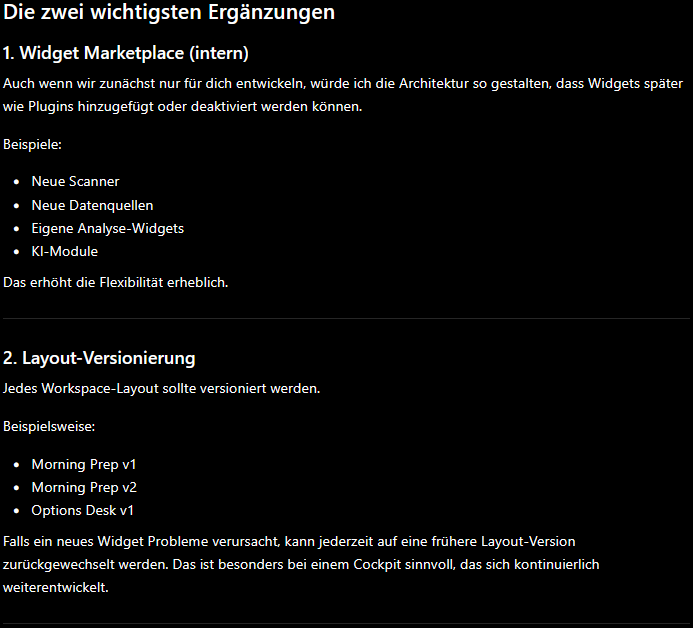 Die zwei wichtigsten Ergänzungen
1. Widget Marketplace (intern)
Auch wenn wir zunächst nur für dich entwickeln, würde ich die Architektur so gestalten, dass Widgets später
wie Plugins hinzugefügt oder deaktiviert werden können.
Beispiele:
• Neue Scanner
• Neue Datenquellen
• Eigene Analyse-Widgets
• KI-Module
Das erhöht die Flexibilität erheblich.
2. Layout-Versionierung
Jedes Workspace-Layout sollte versioniert werden.
Beispielsweise:
• Morning Prep v1
• Morning Prep v2
• Options Desk v1
Falls ein neues Widget Probleme verursacht, kann jederzeit auf eine frühere Layout-Version
zurückgewechselt werden. Das ist besonders bei einem Cockpit sinnvoll, das sich kontinuierlich
weiterentwickelt.